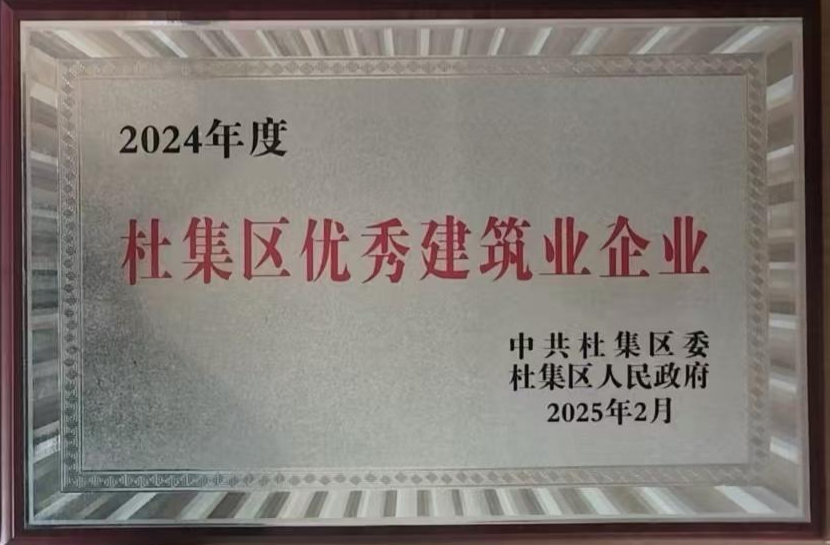 2024年度
杜集区优秀建筑业企业
中共杜集区委
杜集区人民政府
2025年2月